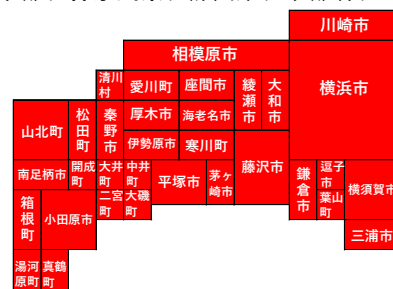 川崎市
相模原市
横浜市
清川村
愛川町
座間市
綾瀬市
大和市
山北町
松田町
秦野市
厚木市
海老名市
伊勢原市
寒川町
藤沢市
南足柄市
開成町
大井町
中井町
平塚市
茅ヶ崎市
鎌倉市
逗子市
横須賀市
箱根町
小田原市
二宮町
大磯町
葉山町
三浦市
湯河原町
真鶴町